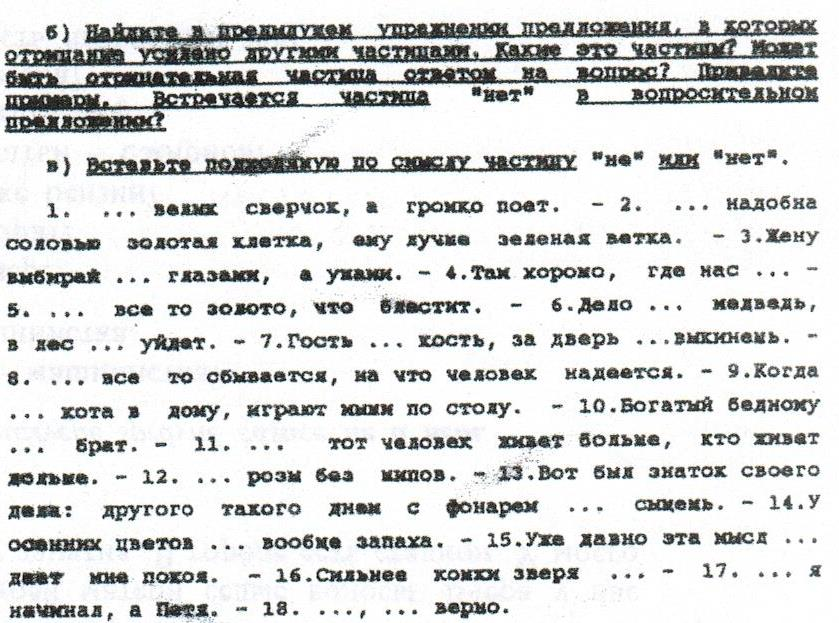 б) Найдите в предыдущем упражнении предложения, в которых
отрицание усилено другими частицами. Какие это частицы? Может
быть отрицательная частица ответом на вопрос? Приведите
примеры. Встречается частица "нет" в вопросительном
предложении?
в) Вставьте подходящую по смыслу частицу "не" или "нет".
1. ... велик сверчок, а громко поет. - 2. ... надобна
соловью золотая клетка, ему лучше зеленая ветка. - 3.Жену
выбирай ... глазами, а умами. - 4.Там хорошо, где нас ... -
5. ... все то золото, что блестит. - 6.Дело ... медведь,
в лес ... уйдет. - 7.Гость ... кость, за дверь ...выкинешь. -
8. ... все то сбывается, на что человек надеется. - 9.Когда
... кота в дому, играют мыши по столу. - 10.Богатый бедному
... брат. - 11. ... тот человек живет больше, кто живет
дольше. - 12. ... розы без шипов. - 13.Вот был знаток своего
дела: другого такого днем с фонарем ... сыщешь. - 14.У
осенних цветов ... вообще запаха. - 15.Уже давно эта мысл ...
дает мне покоя. - 16.Сильнее кошки зверя ... - 17. ... я
начинал, а Петя. - 18. ..., ... верно.